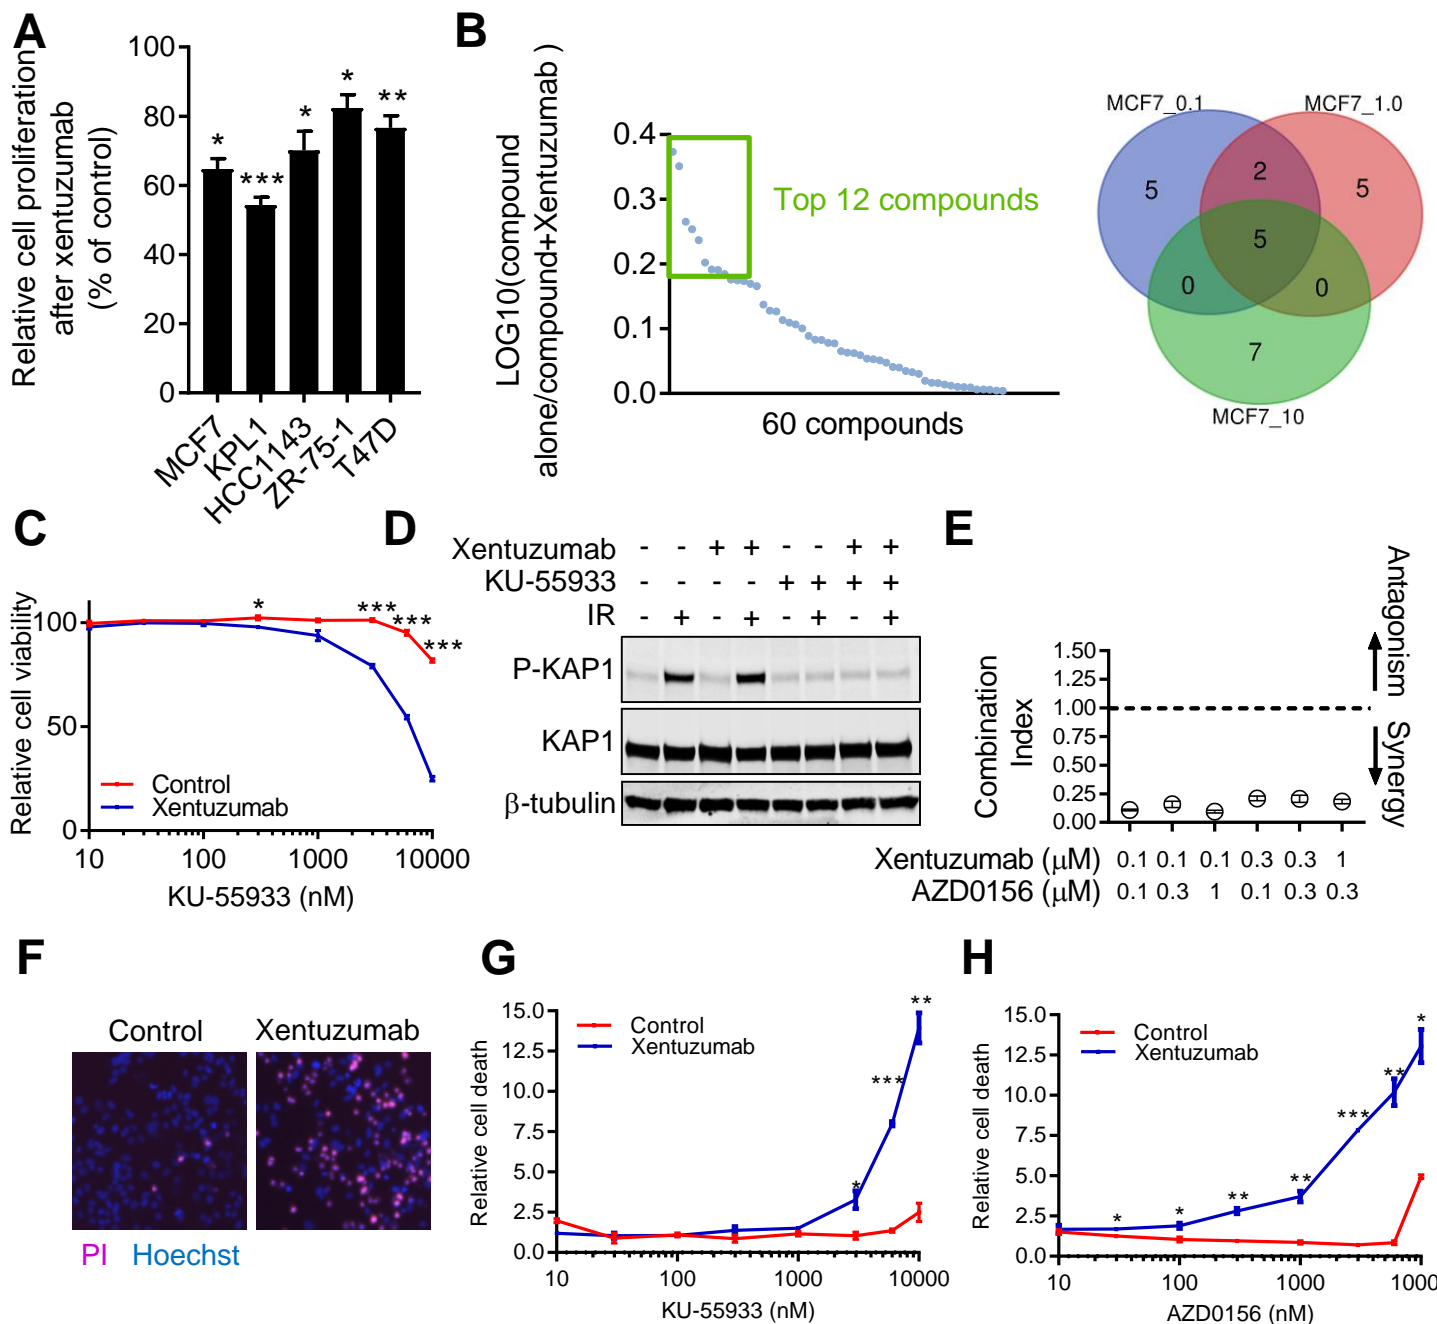 A
Relative cell proliferation
after xentuzumab
(% of control)
100
80
60
40
20
0
*
***
*
*
**
MCF7
KPL1
HCC1143
ZR-75-1
T47D
B
LOG10(compound
alone/compound+Xentuzumab )
0.4
0.3
0.2
0.1
0.0
Top 12 compounds
60 compounds
MCF7_0.1
MCF7_1.0
5
2
5
5
0
0
7
MCF7_10
C
Relative cell viability
100
50
0
*
***
***
***
Control
Xentuzumab
10
100
1000
10000
KU-55933 (nM)
D
Xentuzumab - - + + - - + +
KU-55933 - - - - + + + +
IR - + - + - + - +
P-KAP1
KAP1
β-tubulin
E
Combination
Index
1.50
1.25
1.00
0.75
0.50
0.25
0.00
Antagonism
Synergy
Xentuzumab (μM) 0.1 0.1 0.1 0.3 0.3 1
AZD0156 (μM) 0.1 0.3 1 0.1 0.3 0.3
F
Control
Xentuzumab
PI Hoechst
G
Relative cell death
15.0
12.5
10.0
7.5
5.0
2.5
0.0
Control
Xentuzumab
*
***
**
10
100
1000
10000
KU-55933 (nM)
H
Relative cell death
15.0
12.5
10.0
7.5
5.0
2.5
0.0
Control
Xentuzumab
*
*
**
**
***
**
*
10
100
1000
1000
AZD0156 (nM)